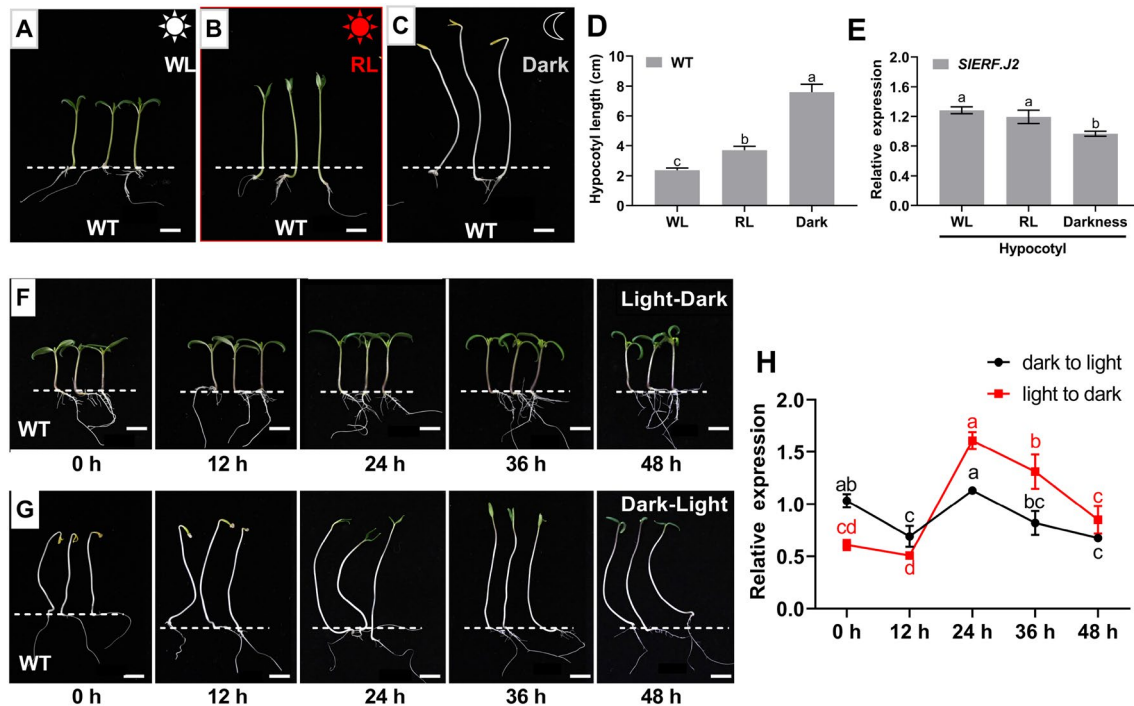 A
WL
WT
B
RL
WT
C
Dark
WT
D
WT
Hypocotyl length (cm)
10
8
6
4
2
0
c
b
a
WL RL Dark
E
SlERF.J2
Relative expression
1.8
1.5
1.2
0.9
0.6
0.3
0.0
a
a
b
WL RL Darkness
Hypocotyl
F
Light-Dark
WT
0 h 12 h 24 h 36 h 48 h
G
Dark-Light
WT
0 h 12 h 24 h 36 h 48 h
H
dark to light
light to dark
Relative expression
2.0
1.5
1.0
0.5
0.0
ab
cd
c
d
a
a
b
bc
c
c
0 h 12 h 24 h 36 h 48 h